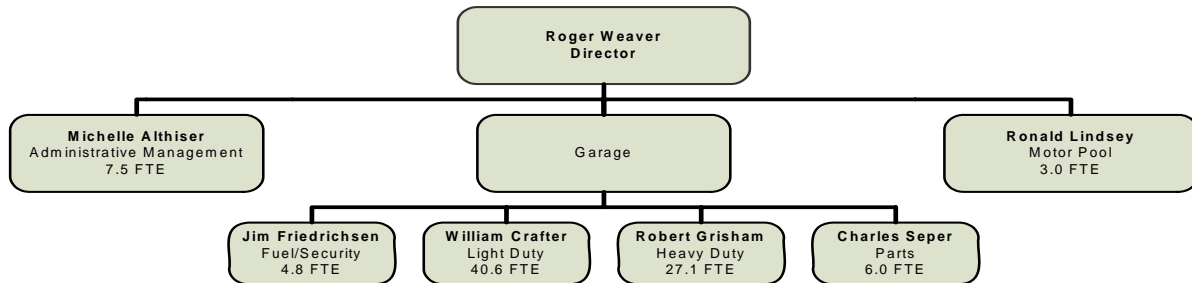 Roger Weaver
Director
Michelle Althiser
Administrative Management
7.5 FTE
Garage
Ronald Lindsey
Motor Pool
3.0 FTE
Jim Friedrichsen
Fuel/Security
4.8 FTE
William Crafter
Light Duty
40.6 FTE
Robert Grisham
Heavy Duty
27.1 FTE
Charles Seper
Parts
6.0 FTE